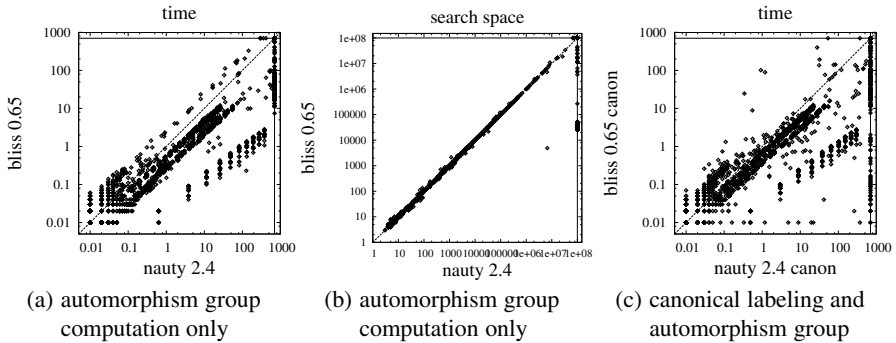 time
1000
100
10
1
0.1
0.01
bliss 0.65
0.01 0.1 1 10 100 1000
nauty 2.4
(a) automorphism group
computation only
search space
1e+08
1e+07
1e+06
100000
10000
1000
100
10
1
bliss 0.65
1 10 100 1000 10000 100000 1e+06 1e+07 1e+08
nauty 2.4
(b) automorphism group
computation only
time
1000
100
10
1
0.1
0.01
bliss 0.65 canon
0.01 0.1 1 10 100 1000
nauty 2.4 canon
(c) canonical labeling and
automorphism group